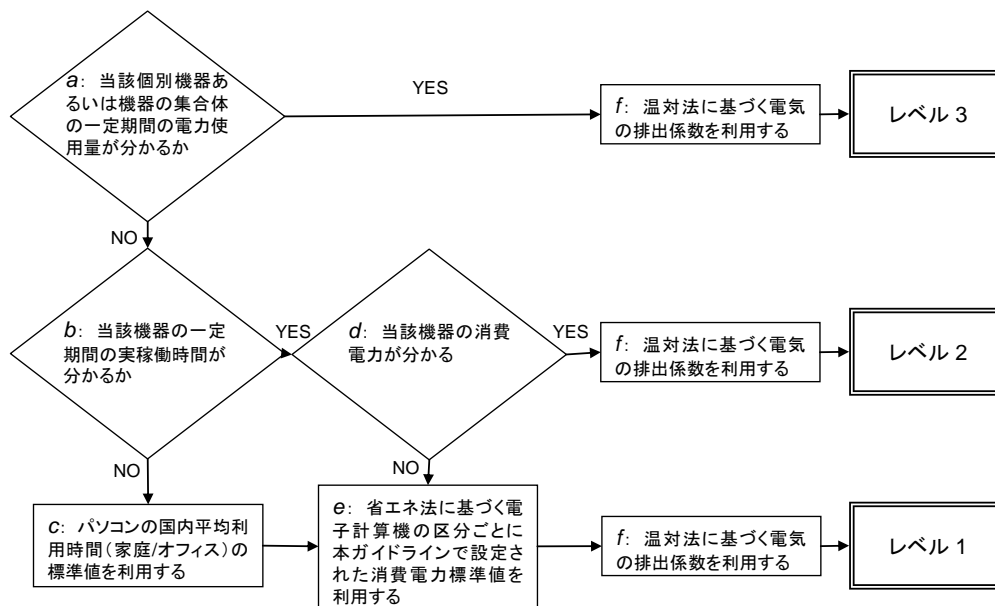 a: 当該個別機器あ
るいは機器の集合体
の一定期間の電力使
用量が分かるか
YES
f: 温対法に基づく電気
の排出係数を利用する
レベル 3
NO
b: 当該機器の一定
期間の実稼働時間が
分かるか
YES
d: 当該機器の消費
電力が分かる
YES
f: 温対法に基づく電気
の排出係数を利用する
レベル 2
NO
NO
c: パソコンの国内平均利
用時間(家庭/オフィス)の
標準値を利用する
e: 省エネ法に基づく電
子計算機の区分ごとに
本ガイドラインで設定され
た消費電力標準値を
利用する
f: 温対法に基づく電気
の排出係数を利用する
レベル 1